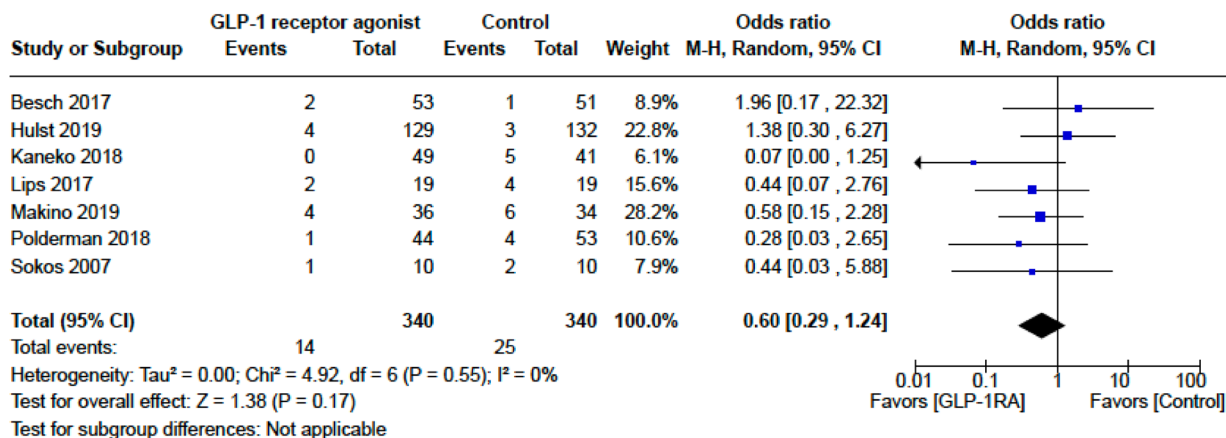 GLP-1 receptor agonist Control Odds ratio Odds ratio
Study or Subgroup Events Total Events Total Weight M-H, Random, 95% CI M-H, Random, 95% CI
Besch 2017 2 53 1 51 8.9% 1.96 [0.17 , 22.32]
Hulst 2019 4 129 3 132 22.8% 1.38 [0.30 , 6.27]
Kaneko 2018 0 49 5 41 6.1% 0.07 [0.00 , 1.25]
Lips 2017 2 19 4 19 15.6% 0.44 [0.07 , 2.76]
Makino 2019 4 36 6 34 28.2% 0.58 [0.15 , 2.28]
Polderman 2018 1 44 4 53 10.6% 0.28 [0.03 , 2.65]
Sokos 2007 1 10 2 10 7.9% 0.44 [0.03 , 5.88]
Total (95% CI) 340 340 100.0% 0.60 [0.29 , 1.24]
Total events: 14 25
Heterogeneity: Tau² = 0.00; Chi² = 4.92, df = 6 (P = 0.55); I² = 0%
Test for overall effect: Z = 1.38 (P = 0.17)
Test for subgroup differences: Not applicable
0.01 0.1 1 10 100
Favors [GLP-1RA] Favors [Control]